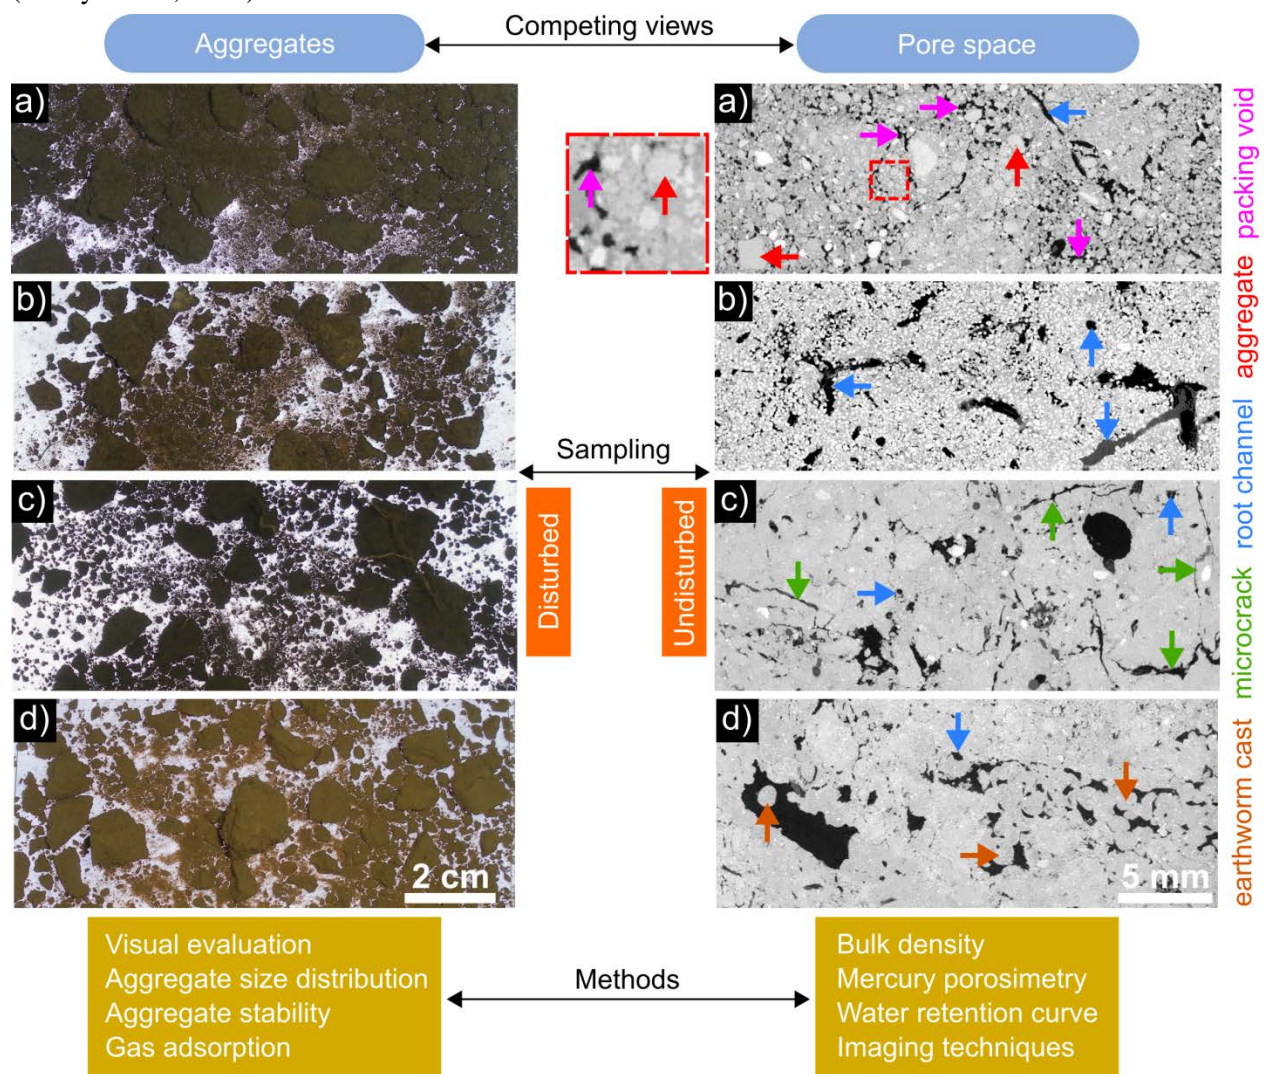 Competing views
Aggregates
Pore space
a)
a)
b)
b)
Sampling
c)
c)
Disturbed
Undisturbed
d)
d)
2 cm
5 mm
packing void
aggregate
root channel
microcrack
earthworm cast
Visual evaluation
Aggregate size distribution
Aggregate stability
Gas adsorption
Methods
Bulk density
Mercury porosimetry
Water retention curve
Imaging techniques